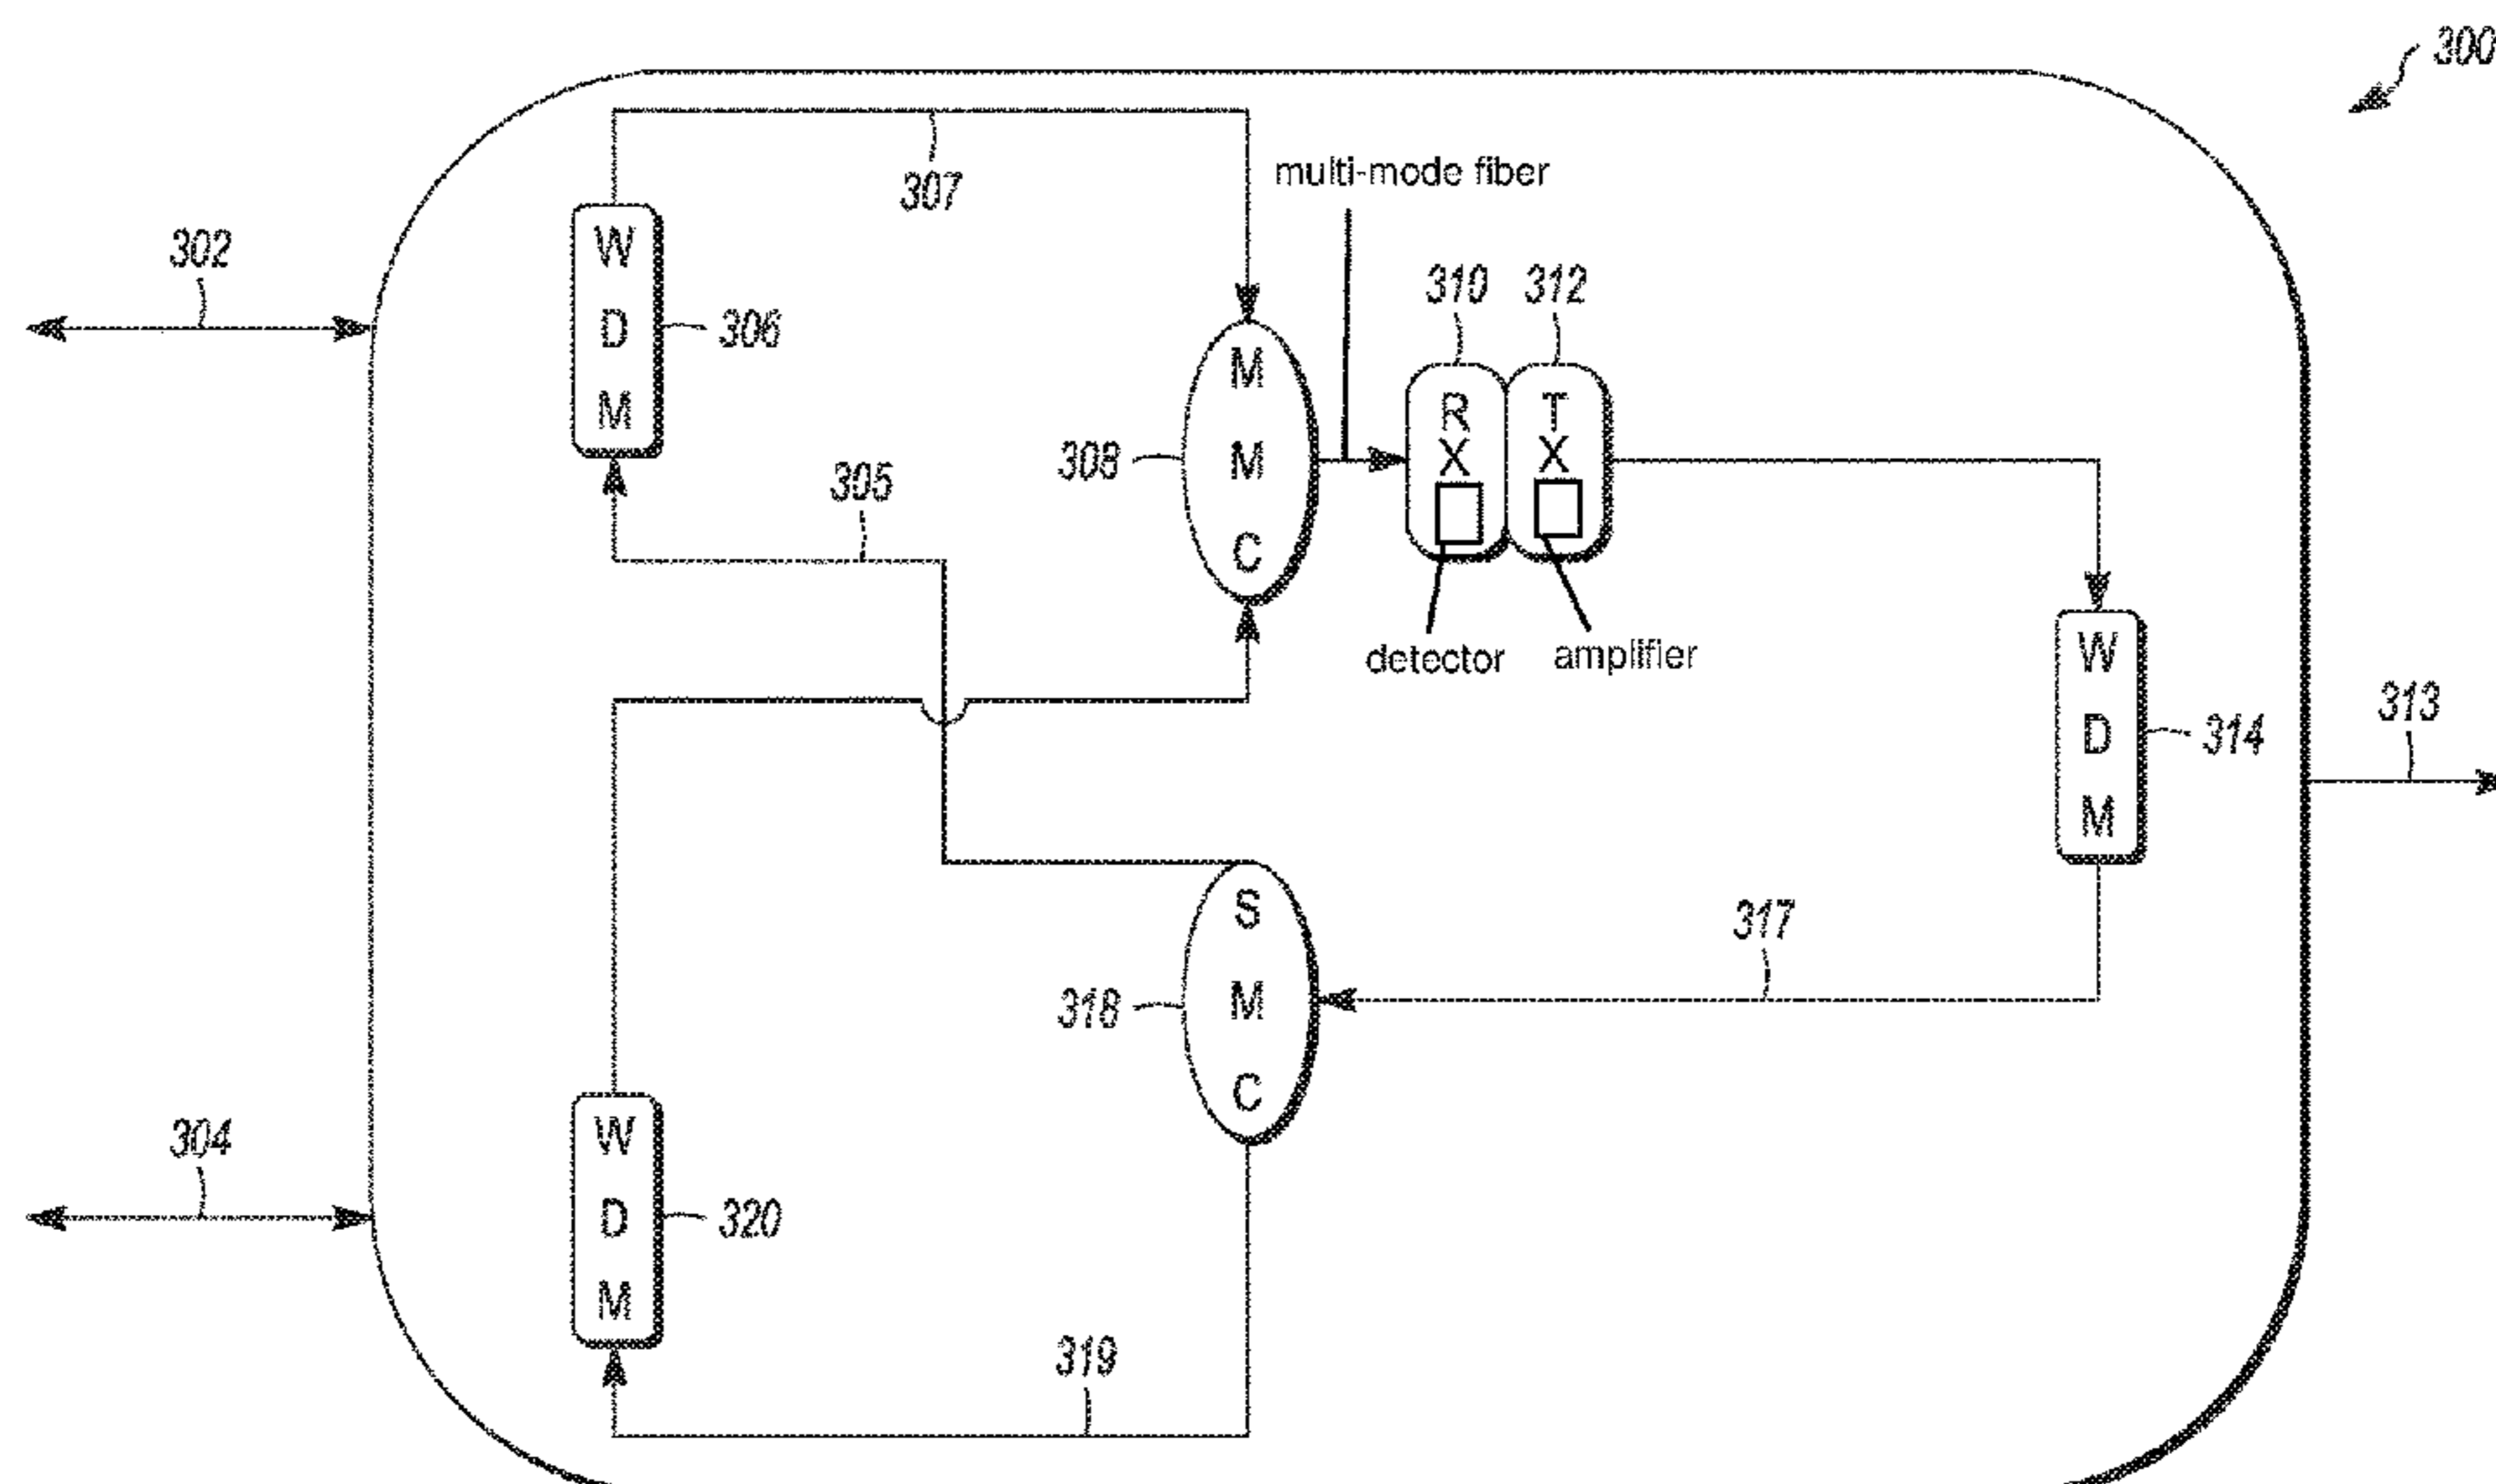 300
307
multi-mode fiber
302
W
D
M
306
310
312
M
M
C
308
R
X
T
X
305
detector
amplifier
W
D
M
314
313
S
M
C
318
317
304
W
D
M
320
319